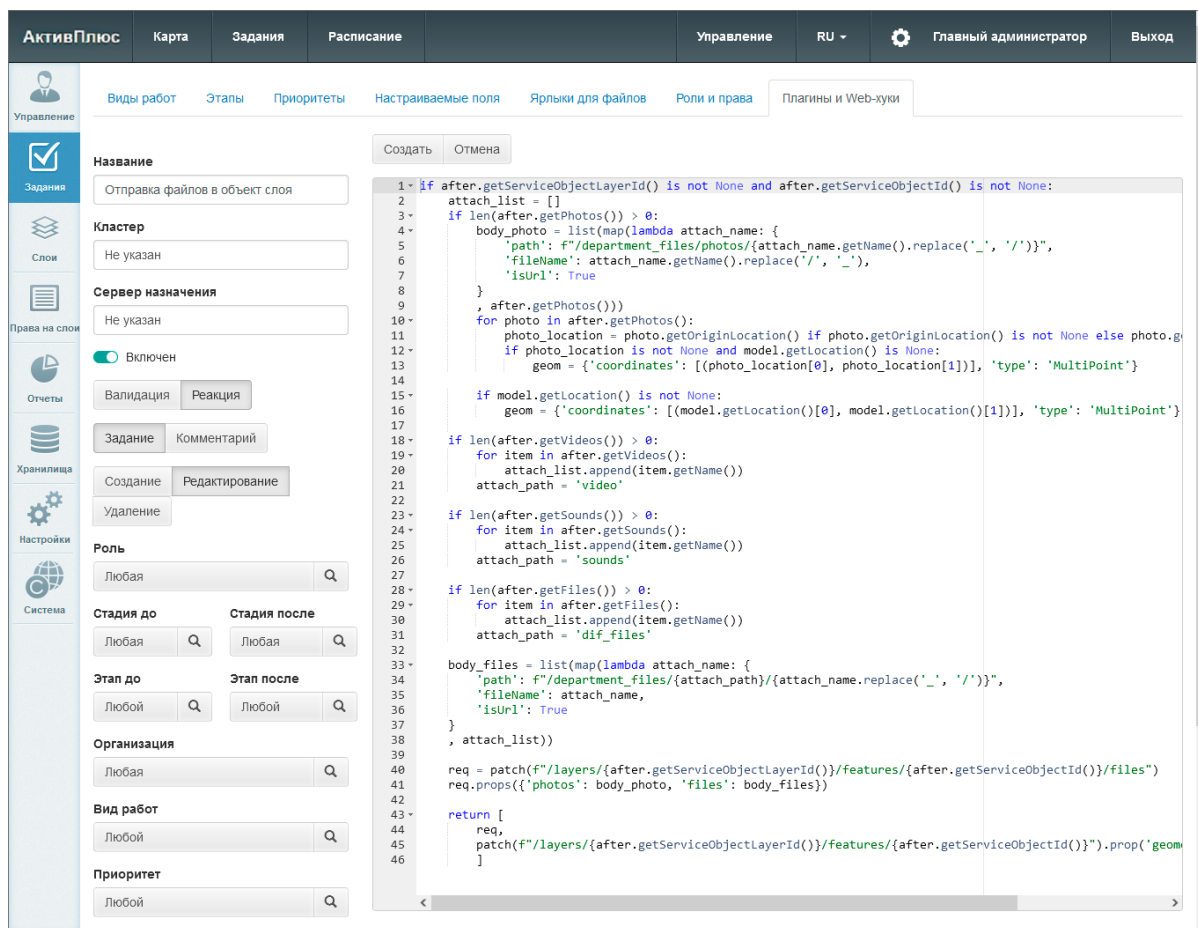 АктивПлюс Карта Задания Расписание Управление RU Главный администратор Выход
Управление
Задания
Слои
Права на слои
Отчеты
Хранилища
Настройки
Система
Виды работ Этапы Приоритеты Настраиваемые поля Ярлыки для файлов Роли и права Плагины и Web-хуки
Название
Отправка файлов в объект слоя
Кластер
Не указан
Сервер назначения
Не указан
Включен
Валидация Реакция
Задание Комментарий
Создание Редактирование
Удаление
Роль
Любая
Стадия до Стадия после
Любая Любая
Этап до Этап после
Любой Любой
Организация
Любая
Вид работ
Любой
Приоритет
Любой
Создать Отмена
1 if after.getServiceObjectLayerId() is not None and after.getServiceObjectId() is not None:
2     attach_list = []
3     if len(after.getPhotos()) > 0:
4         body_photo = list(map(lambda attach_name: {
5             'path': f"/department_files/photos/{attach_name.getName().replace('_', '/')}",
6             'fileName': attach_name.getName().replace('/', '_'),
7             'isUrl': True
8         }
9         , after.getPhotos()))
10         for photo in after.getPhotos():
11             photo_location = photo.getOriginLocation() if photo.getOriginLocation() is not None else photo.g
12             if photo_location is not None and model.getLocation() is None:
13                 geom = {'coordinates': [(photo_location[0], photo_location[1])], 'type': 'MultiPoint'}
14
15         if model.getLocation() is not None:
16             geom = {'coordinates': [(model.getLocation()[0], model.getLocation()[1])], 'type': 'MultiPoint'}
17
18     if len(after.getVideos()) > 0:
19         for item in after.getVideos():
20             attach_list.append(item.getName())
21         attach_path = 'video'
22
23     if len(after.getSounds()) > 0:
24         for item in after.getSounds():
25             attach_list.append(item.getName())
26         attach_path = 'sounds'
27
28     if len(after.getFiles()) > 0:
29         for item in after.getFiles():
30             attach_list.append(item.getName())
31         attach_path = 'dif_files'
32
33     body_files = list(map(lambda attach_name: {
34         'path': f"/department_files/{attach_path}/{attach_name.replace('_', '/')}",
35         'fileName': attach_name,
36         'isUrl': True
37     }
38     , attach_list))
39
40     req = patch(f"/layers/{after.getServiceObjectLayerId()}/features/{after.getServiceObjectId()}/files")
41     req.props({'photos': body_photo, 'files': body_files})
42
43     return [
44         req,
45         patch(f"/layers/{after.getServiceObjectLayerId()}/features/{after.getServiceObjectId()}").prop('geom
46         ]